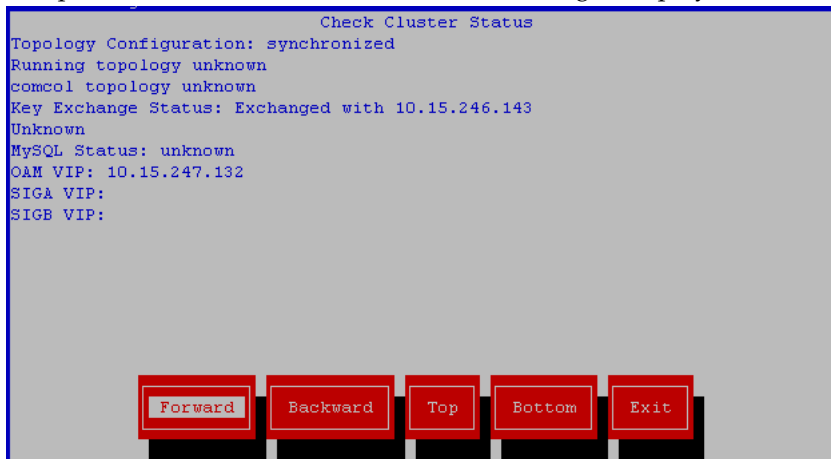 Check Cluster Status
Topology Configuration: synchronized
Running topology unknown
comcol topology unknown
Key Exchange Status: Exchanged with 10.15.246.143
Unknown
MySQL Status: unknown
OAM VIP: 10.15.247.132
SIGA VIP:
SIGB VIP:
Forward Backward Top Bottom Exit